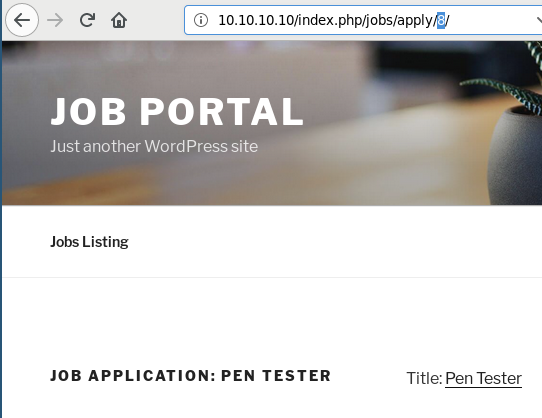 10.10.10.10/index.php/jobs/apply/8/
JOB PORTAL
Just another WordPress site
Jobs Listing
JOB APPLICATION: PEN TESTER
Title: Pen Tester